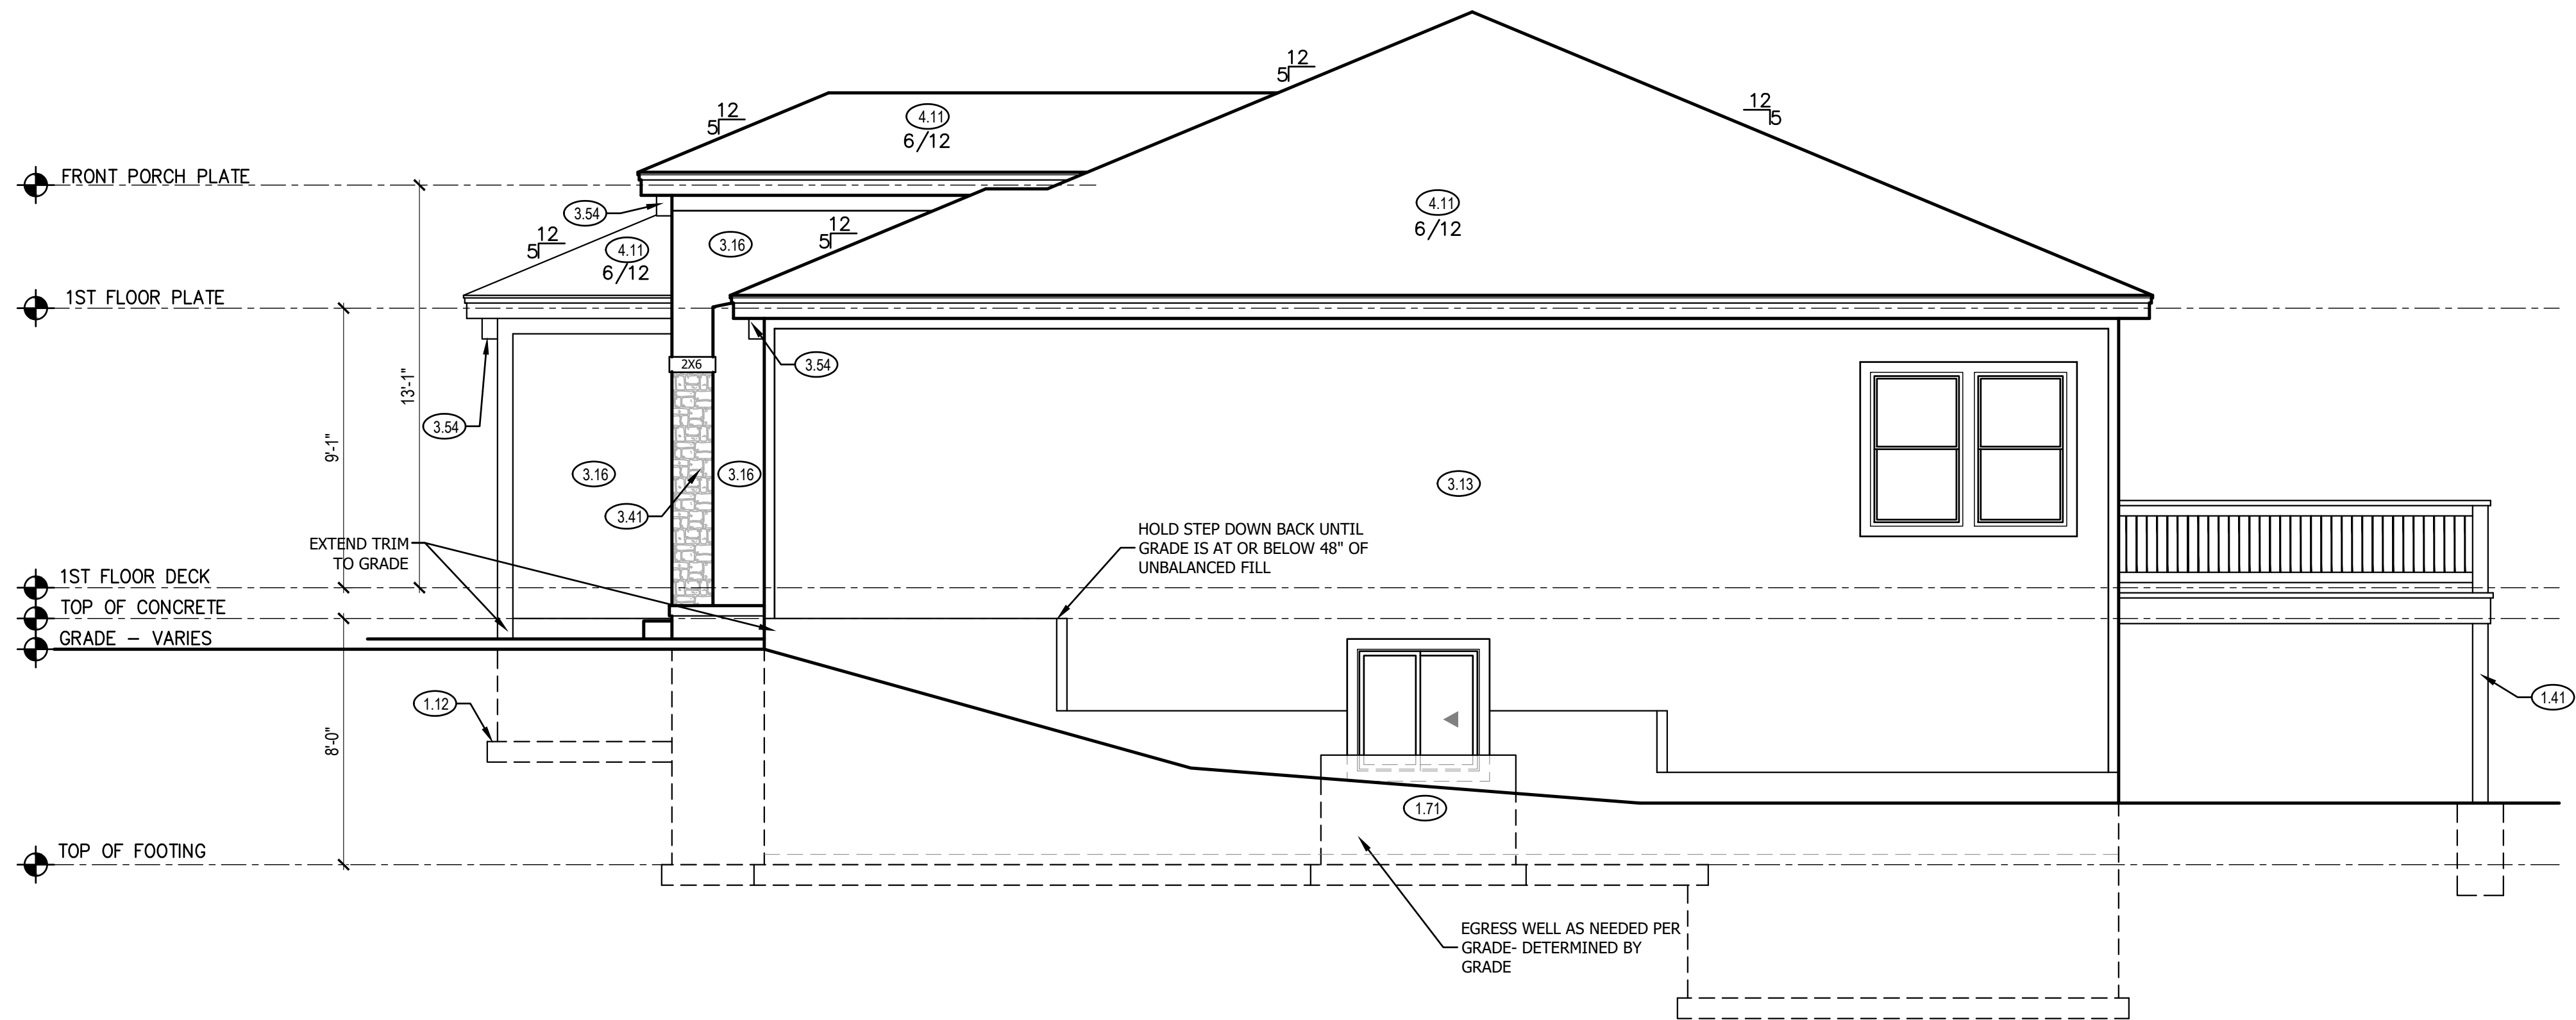 12
5
12
5
12
5
4.11
6/12
FRONT PORCH PLATE
3.54
4.11
6/12
12
5
4.11
6/12
3.16
12
5
1ST FLOOR PLATE
2X6
3.54
13'-1"
9'-1"
3.54
3.16
3.16
3.13
3.41
HOLD STEP DOWN BACK UNTIL
GRADE IS AT OR BELOW 48" OF
UNBALANCED FILL
EXTEND TRIM
TO GRADE
1ST FLOOR DECK
TOP OF CONCRETE
GRADE - VARIES
1.12
1.41
8'-0"
1.71
TOP OF FOOTING
EGRESS WELL AS NEEDED PER
GRADE- DETERMINED BY
GRADE